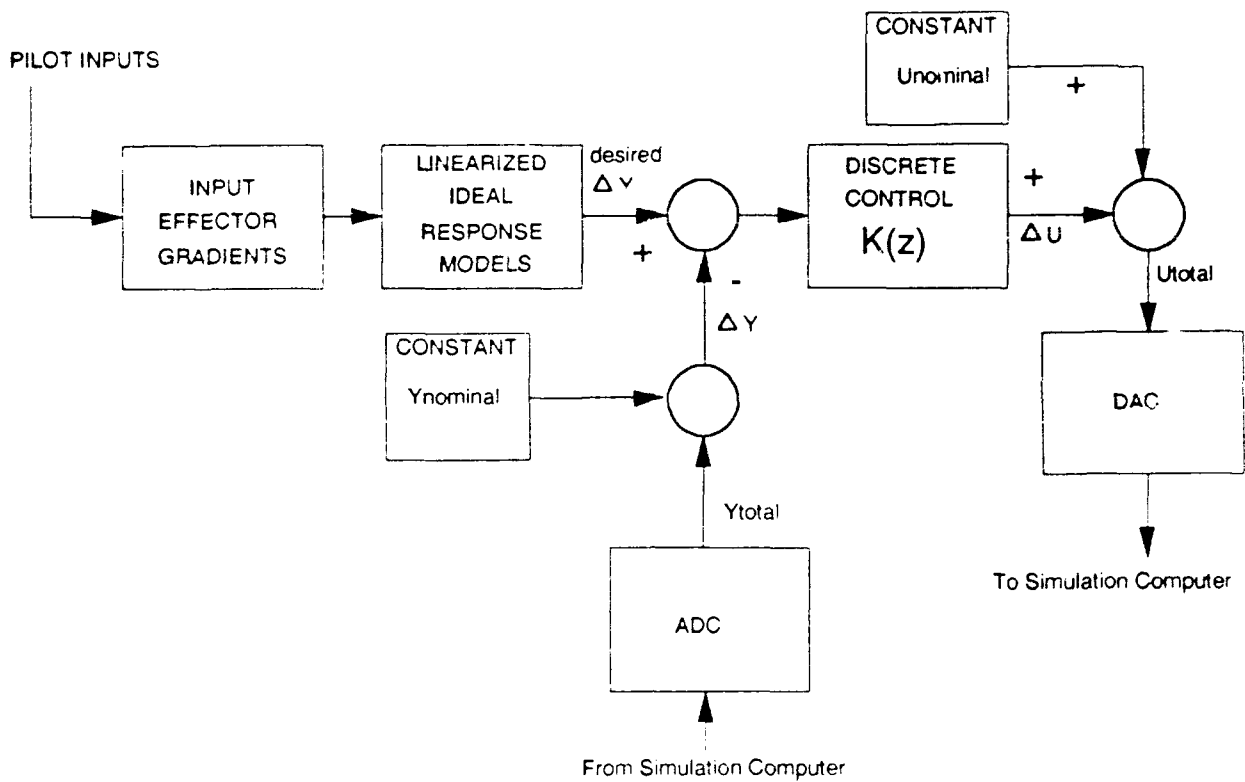 PILOT INPUTS
CONSTANT
Unominal
+
INPUT
EFFECTOR
GRADIENTS
LINEARIZED
IDEAL
RESPONSE
MODELS
desired
Δ Y
+
DISCRETE
CONTROL
K(z)
+
Δ U
Utotal
-
Δ Y
CONSTANT
Ynominal
DAC
Ytotal
ADC
To Simulation Computer
From Simulation Computer